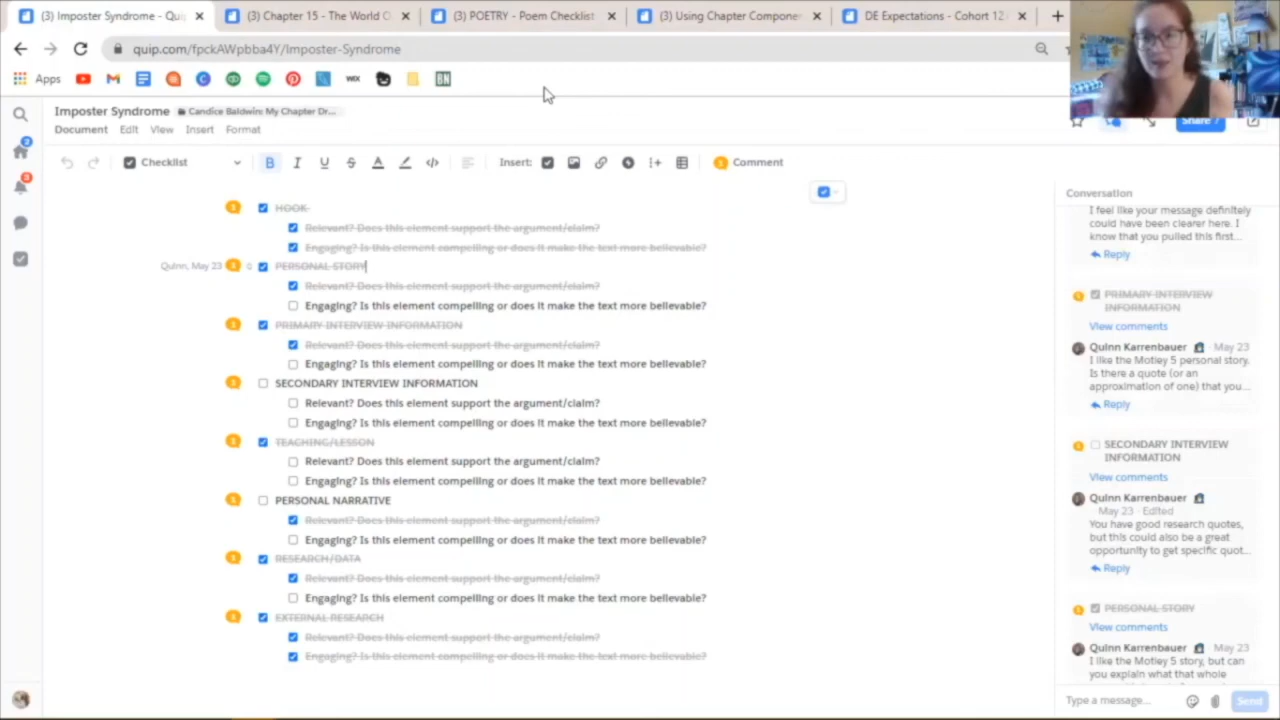 (3) Imposter Syndrome - Qui
(3) Chapter 15 - The World O
(3) POETRY - Poem Checklist
(3) Using Chapter Compone
DE Expectations - Cohort 12
quip.com/fpckAWpbba4Y/Imposter-Syndrome
Apps
WIX
BN
Imposter Syndrome
Candice Baldwin: My Chapter Dr...
Share
Document Edit View Insert Format
Checklist
B I U S A
Insert:
Comment
HOOK
Relevant? Does this element support the argument/claim?
Engaging? Is this element compelling or does it make the text more believable?
Quinn, May 23
PERSONAL STORY
Relevant? Does this element support the argument/claim?
Engaging? Is this element compelling or does it make the text more believable?
PRIMARY INTERVIEW INFORMATION
Relevant? Does this element support the argument/claim?
Engaging? Is this element compelling or does it make the text more believable?
SECONDARY INTERVIEW INFORMATION
Relevant? Does this element support the argument/claim?
Engaging? Is this element compelling or does it make the text more believable?
TEACHING/LESSON
Relevant? Does this element support the argument/claim?
Engaging? Is this element compelling or does it make the text more believable?
PERSONAL NARRATIVE
Relevant? Does this element support the argument/claim?
Engaging? Is this element compelling or does it make the text more believable?
RESEARCH/DATA
Relevant? Does this element support the argument/claim?
Engaging? Is this element compelling or does it make the text more believable?
EXTERNAL RESEARCH
Relevant? Does this element support the argument/claim?
Engaging? Is this element compelling or does it make the text more believable?
Conversation
I feel like your message definitely
could have been clearer here. I
know that you pulled this first...
Reply
PRIMARY INTERVIEW
INFORMATION
View comments
Quinn Karrenbauer · May 23
I like the Motley 5 personal story.
Is there a quote (or an
approximation of one) that you...
Reply
SECONDARY INTERVIEW
INFORMATION
View comments
Quinn Karrenbauer
· May 23 · Edited
You have good research quotes,
but this could also be a great
opportunity to get specific quot...
Reply
PERSONAL STORY
View comments
Quinn Karrenbauer · May 23
I like the Motley 5 story, but can
you explain what that whole
Type a message...
Send